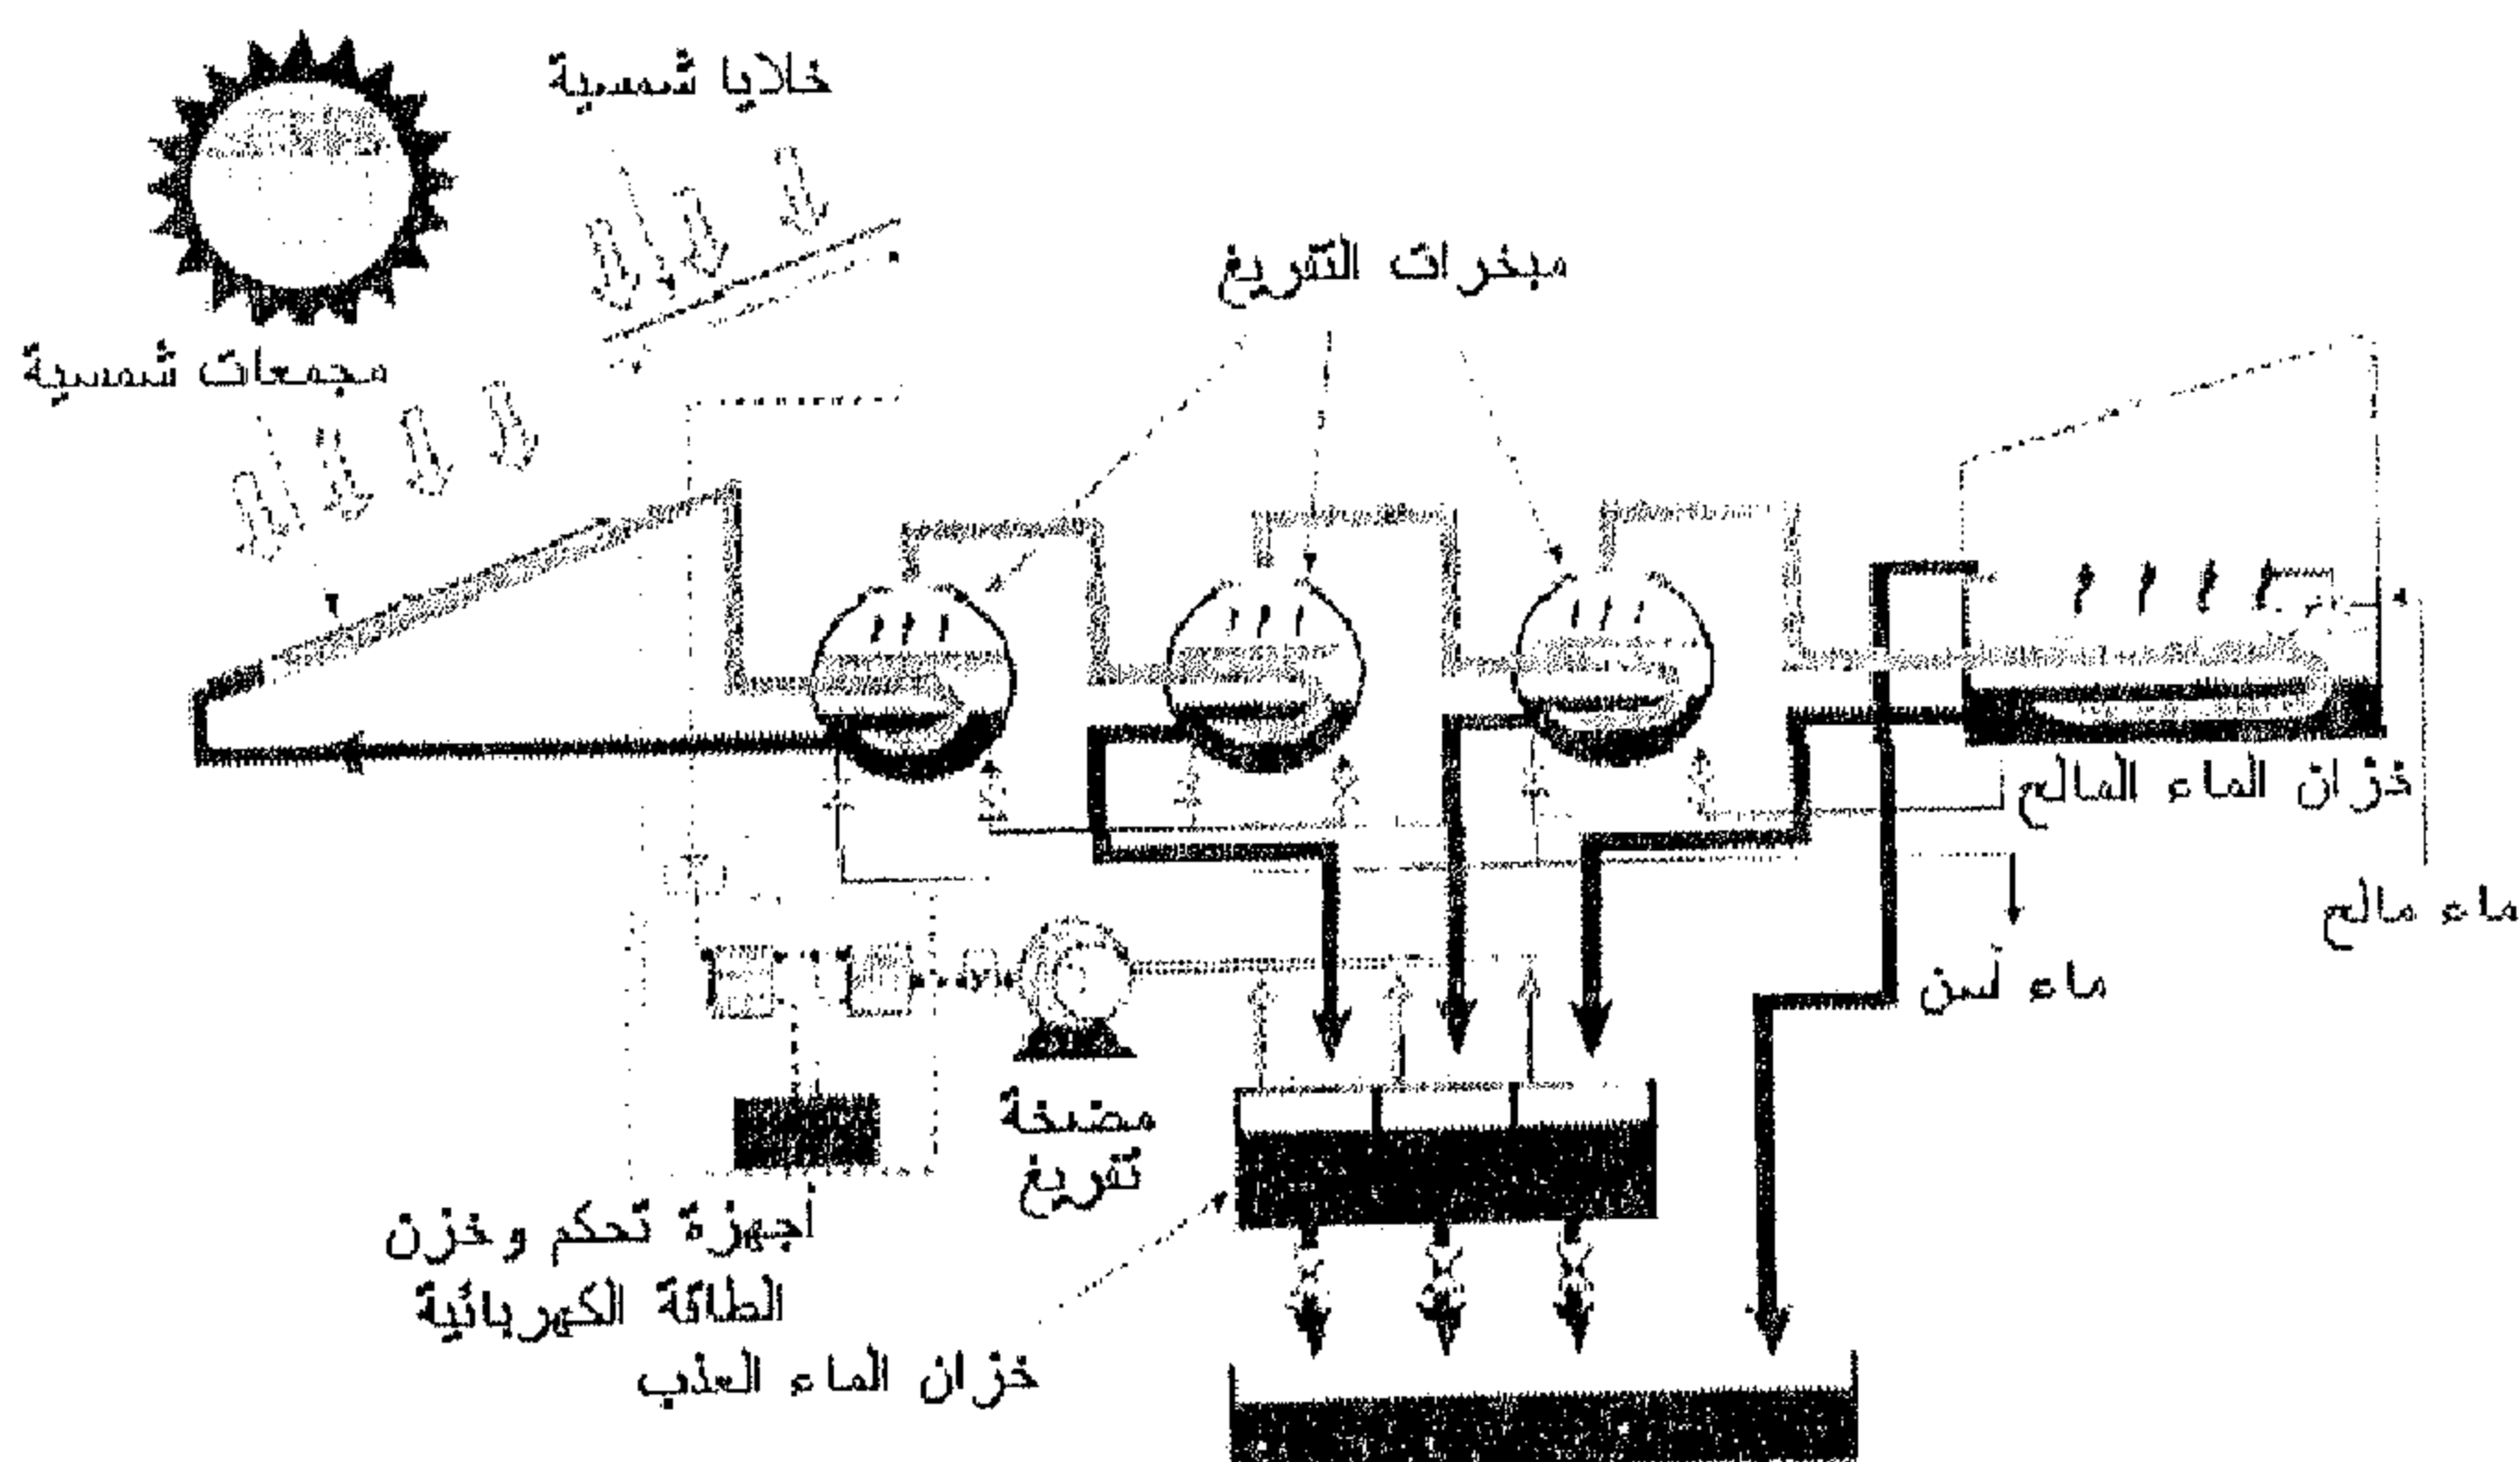 خلايا شمسية
مبخرات التفريغ
مجمعات شمسية
خزان الماء المالح
ماء مالح
ماء آسن
مضخة
تفريغ
أجهزة تحكم وخزن
الطاقة الكهربائية
خزان الماء العذب